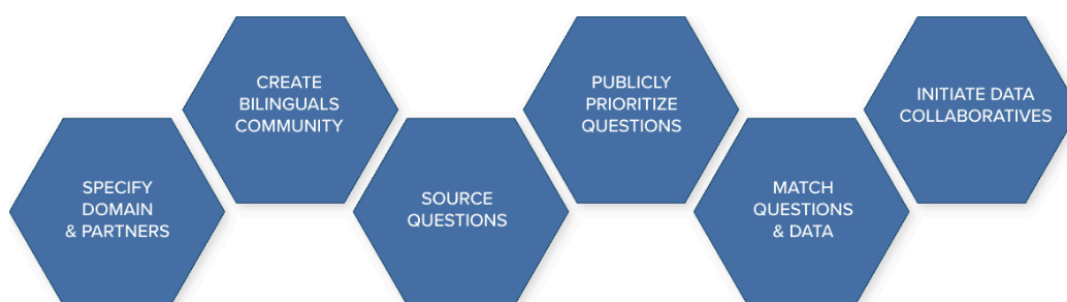 SPECIFY
DOMAIN
& PARTNERS
CREATE
BILINGUALS
COMMUNITY
SOURCE
QUESTIONS
PUBLICLY
PRIORITIZE
QUESTIONS
MATCH
QUESTIONS
& DATA
INITIATE DATA
COLLABORATIVES